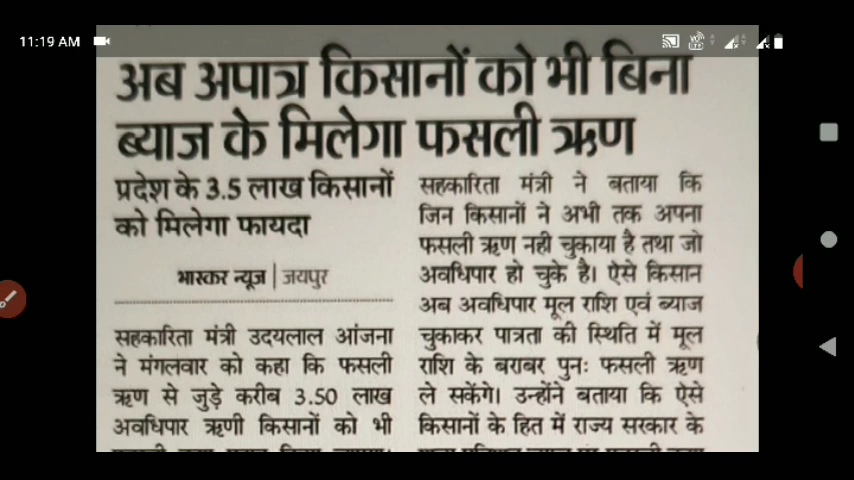 11:19 AM
VO
LTE
अब अपात्र किसानों को भी बिना
ब्याज के मिलेगा फसली ऋण
प्रदेश के 3.5 लाख किसानों
को मिलेगा फायदा
भास्कर न्यूज | जयपुर
सहकारिता मंत्री उदयलाल आंजना
ने मंगलवार को कहा कि फसली
ऋण से जुड़े करीब 3.50 लाख
अवधिपार ऋणी किसानों को भी
सहकारिता मंत्री ने बताया कि
जिन किसानों ने अभी तक अपना
फसली ऋण नही चुकाया है तथा जो
अवधिपार हो चुके है। ऐसे किसान
अब अवधिपार मूल राशि एवं ब्याज
चुकाकर पात्रता की स्थिति में मूल
राशि के बराबर पुनः फसली ऋण
ले सकेंगे। उन्होंने बताया कि ऐसे
किसानों के हित में राज्य सरकार के